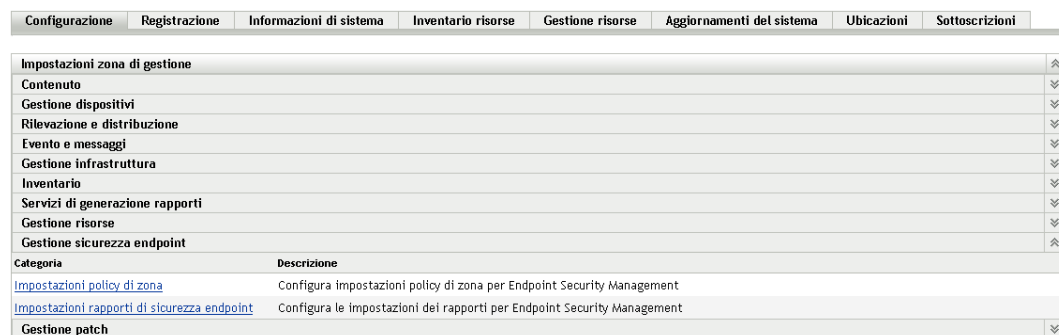 Configurazione Registrazione Informazioni di sistema Inventario risorse Gestione risorse Aggiornamenti del sistema Ubicazioni Sottoscrizioni
Impostazioni zona di gestione
Contenuto
Gestione dispositivi
Rilevazione e distribuzione
Evento e messaggi
Gestione infrastruttura
Inventario
Servizi di generazione rapporti
Gestione risorse
Gestione sicurezza endpoint
Categoria Descrizione
Impostazioni policy di zona Configura impostazioni policy di zona per Endpoint Security Management
Impostazioni rapporti di sicurezza endpoint Configura le impostazioni dei rapporti per Endpoint Security Management
Gestione patch